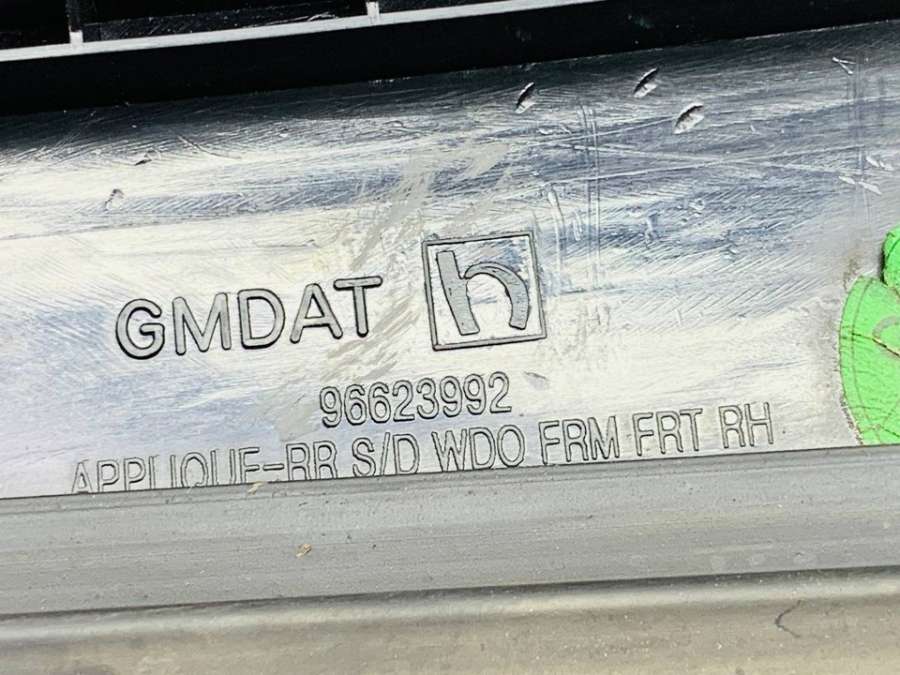 GMDAT h
96623992
APPLIQUE-RR S/D WDO FRM FRT RH